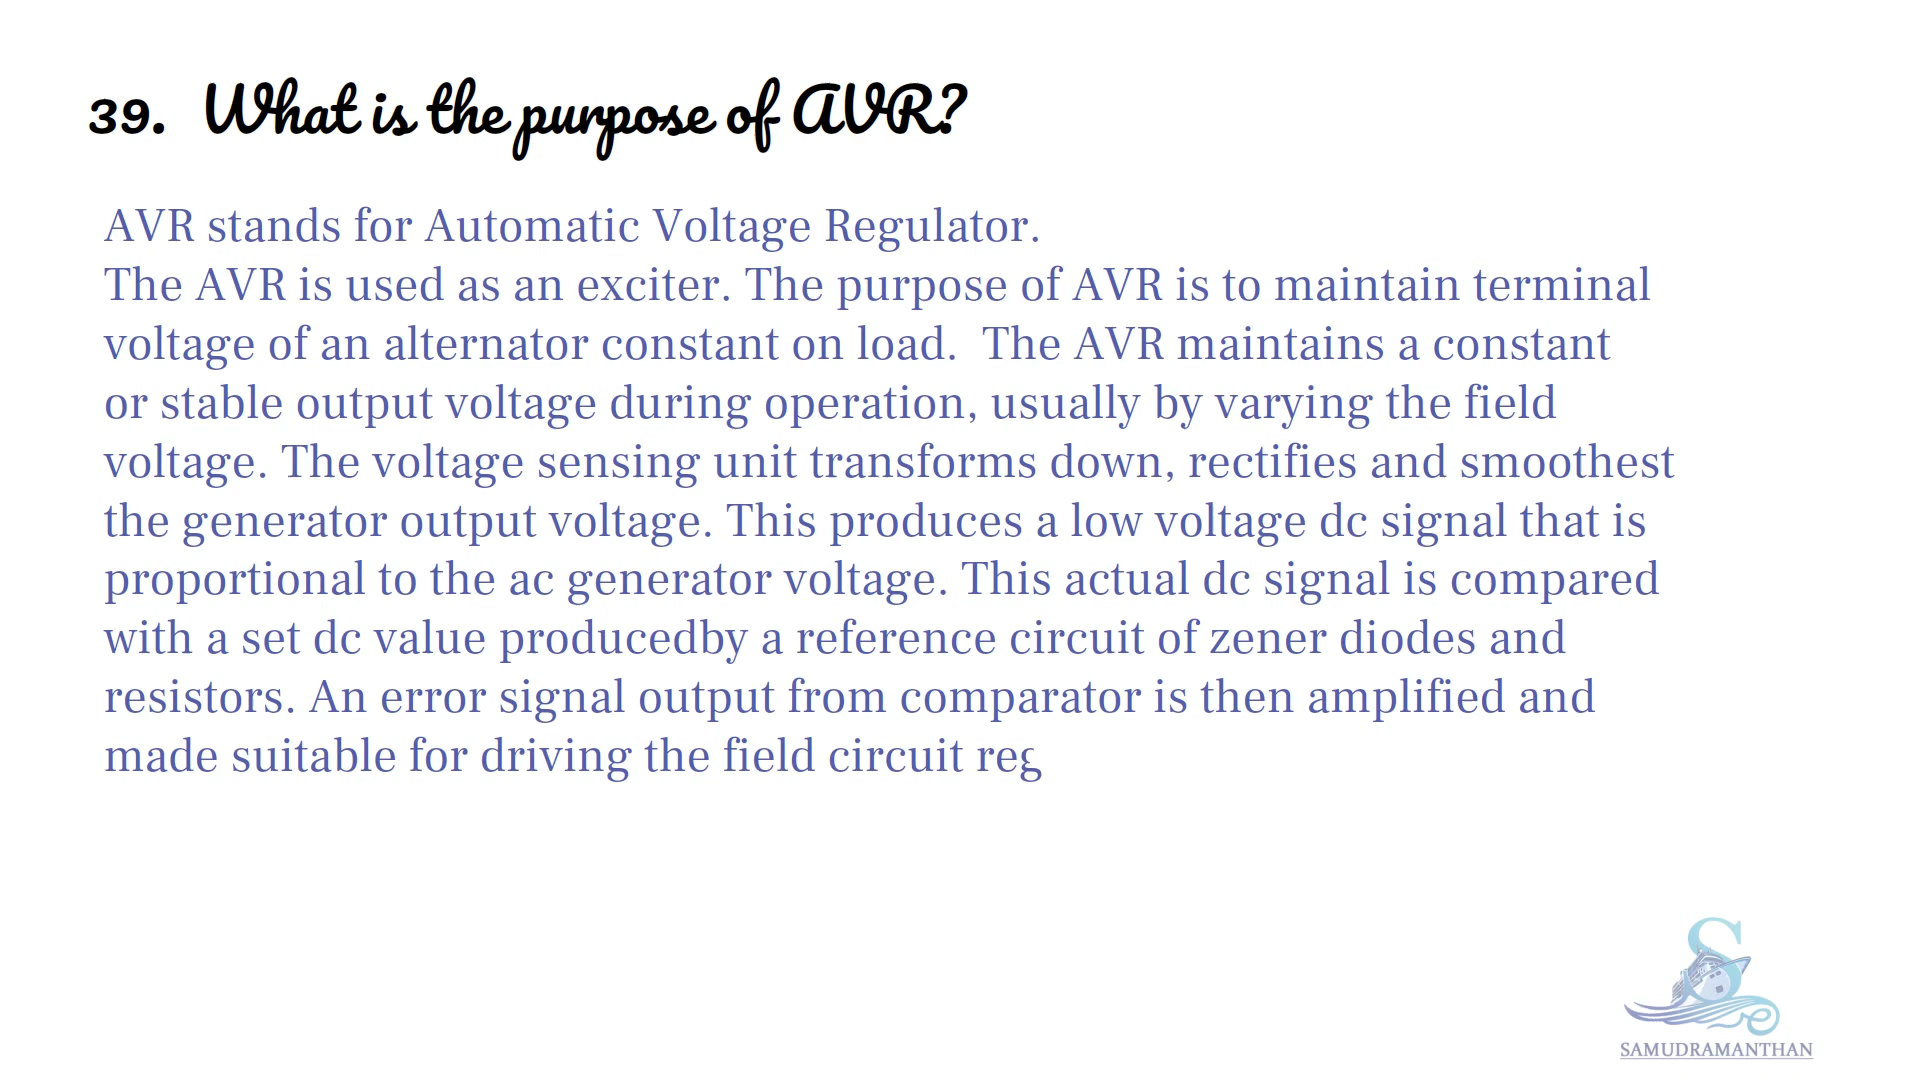 39. What is the purpose of AVR?
AVR stands for Automatic Voltage Regulator.
The AVR is used as an exciter. The purpose of AVR is to maintain terminal
voltage of an alternator constant on load. The AVR maintains a constant
or stable output voltage during operation, usually by varying the field
voltage. The voltage sensing unit transforms down, rectifies and smoothest
the generator output voltage. This produces a low voltage dc signal that is
proportional to the ac generator voltage. This actual dc signal is compared
with a set dc value producedby a reference circuit of zener diodes and
resistors. An error signal output from comparator is then amplified and
made suitable for driving the field circuit reg
SAMUDRAMANTHAN